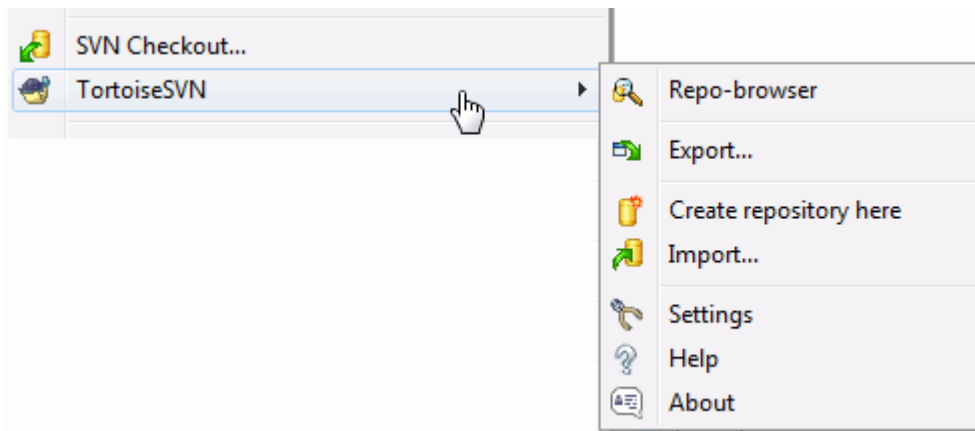 SVN Checkout...
TortoiseSVN
Repo-browser
Export...
Create repository here
Import...
Settings
Help
About